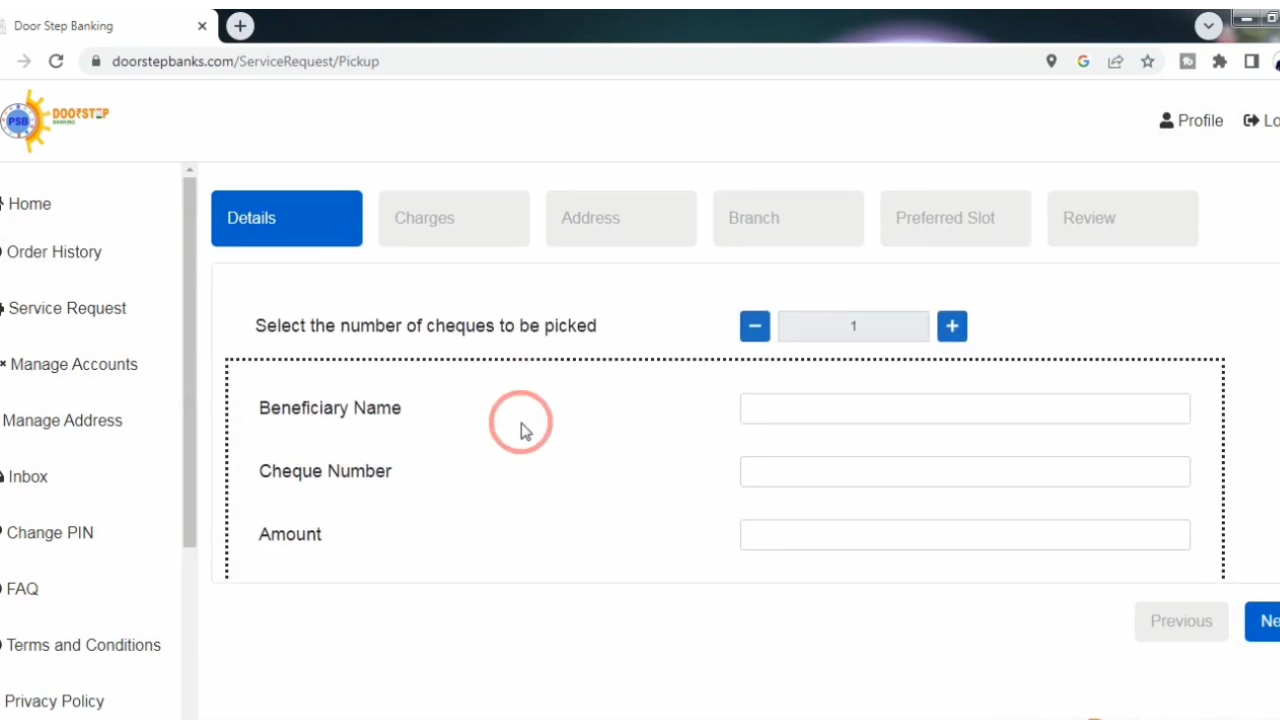 Door Step Banking
doorstepbanks.com/ServiceRequest/Pickup
PSB DOORSTEP
BANKING
Profile
Home
Order History
Service Request
Manage Accounts
Manage Address
Inbox
Change PIN
FAQ
Terms and Conditions
Privacy Policy
Details Charges Address Branch Preferred Slot Review
Select the number of cheques to be picked 1
Beneficiary Name
Cheque Number
Amount
Previous